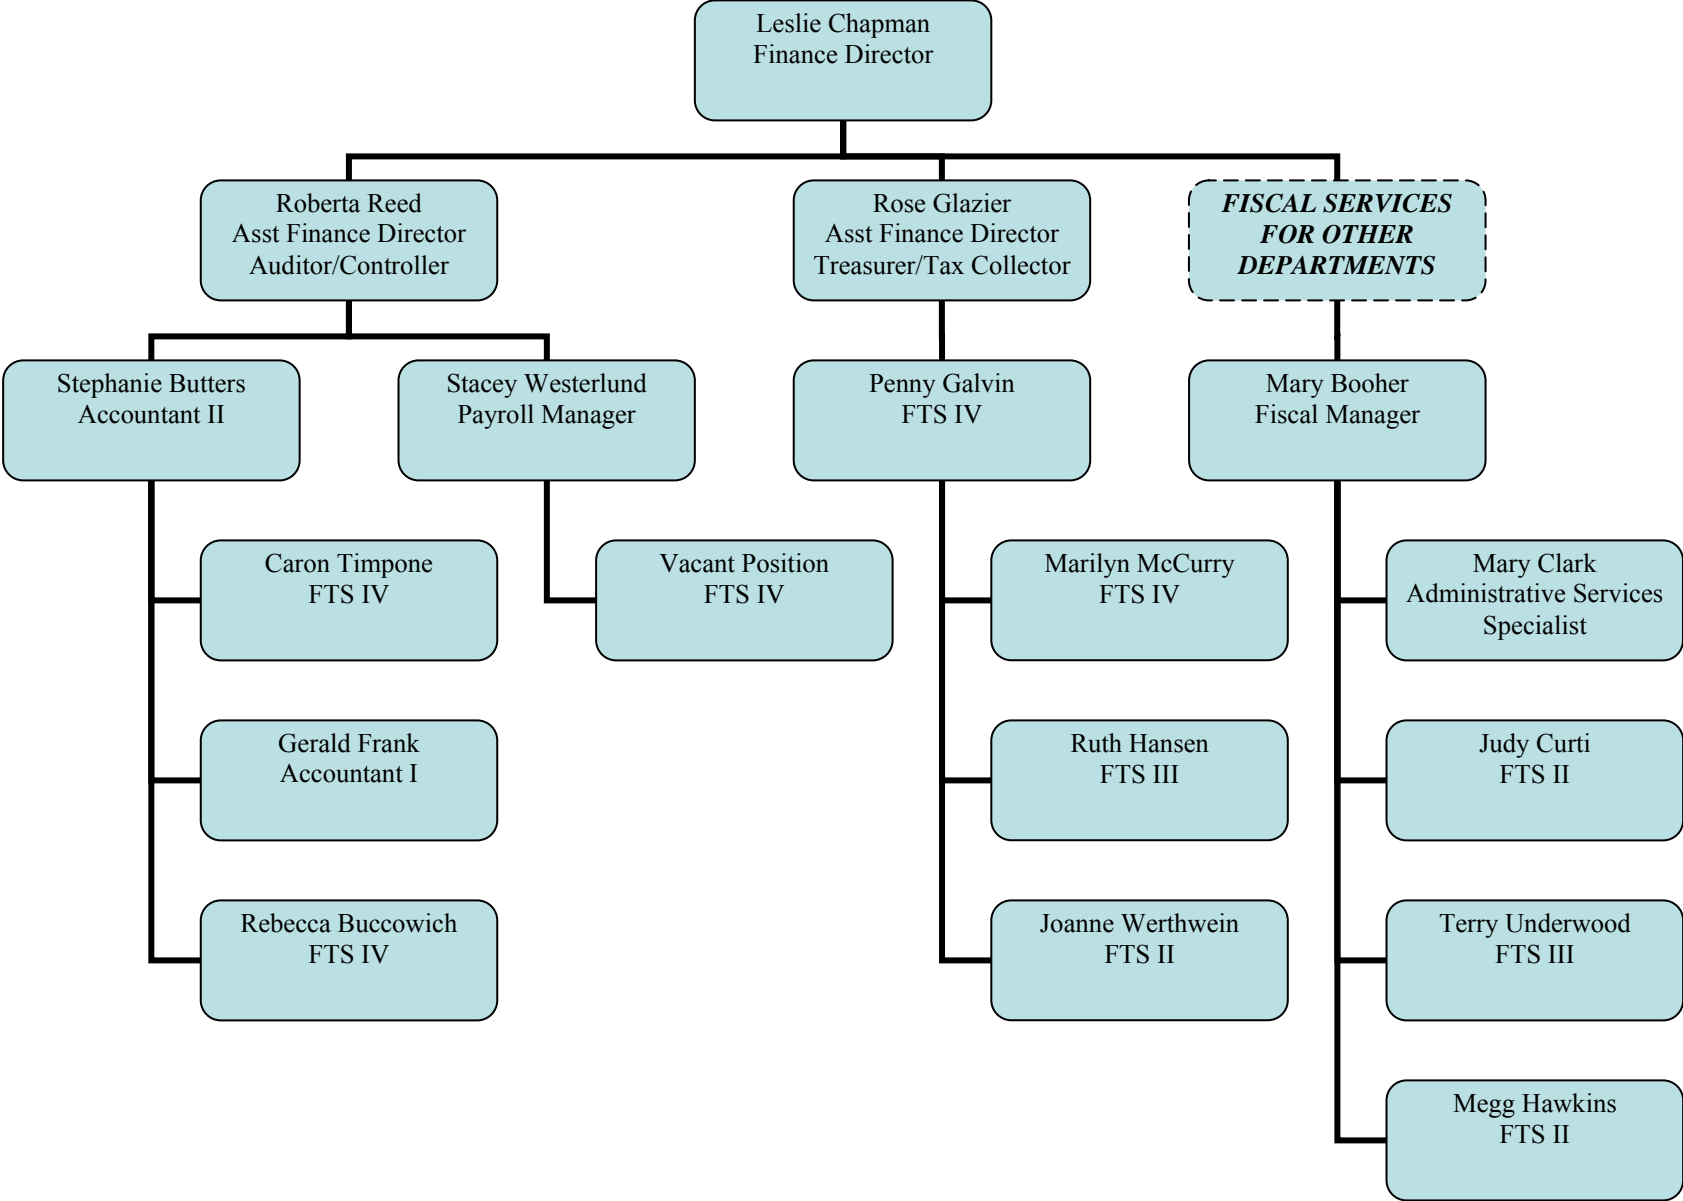 Leslie Chapman
Finance Director
Roberta Reed
Asst Finance Director
Auditor/Controller
Rose Glazier
Asst Finance Director
Treasurer/Tax Collector
FISCAL SERVICES
FOR OTHER
DEPARTMENTS
Stephanie Butters
Accountant II
Stacey Westerlund
Payroll Manager
Penny Galvin
FTS IV
Mary Booher
Fiscal Manager
Caron Timpone
FTS IV
Vacant Position
FTS IV
Marilyn McCurry
FTS IV
Mary Clark
Administrative Services
Specialist
Gerald Frank
Accountant I
Ruth Hansen
FTS III
Judy Curti
FTS II
Rebecca Buccowich
FTS IV
Joanne Werthwein
FTS II
Terry Underwood
FTS III
Megg Hawkins
FTS II